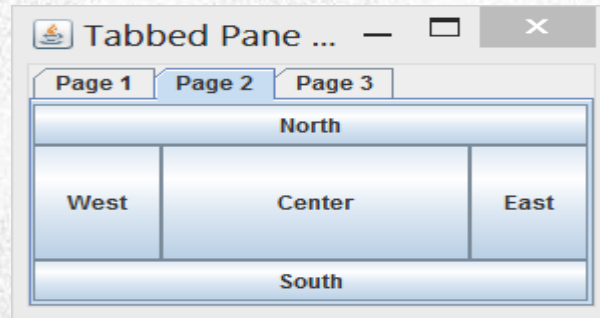 Tabbed Pane ...
Page 1 Page 2 Page 3
North
West Center East
South